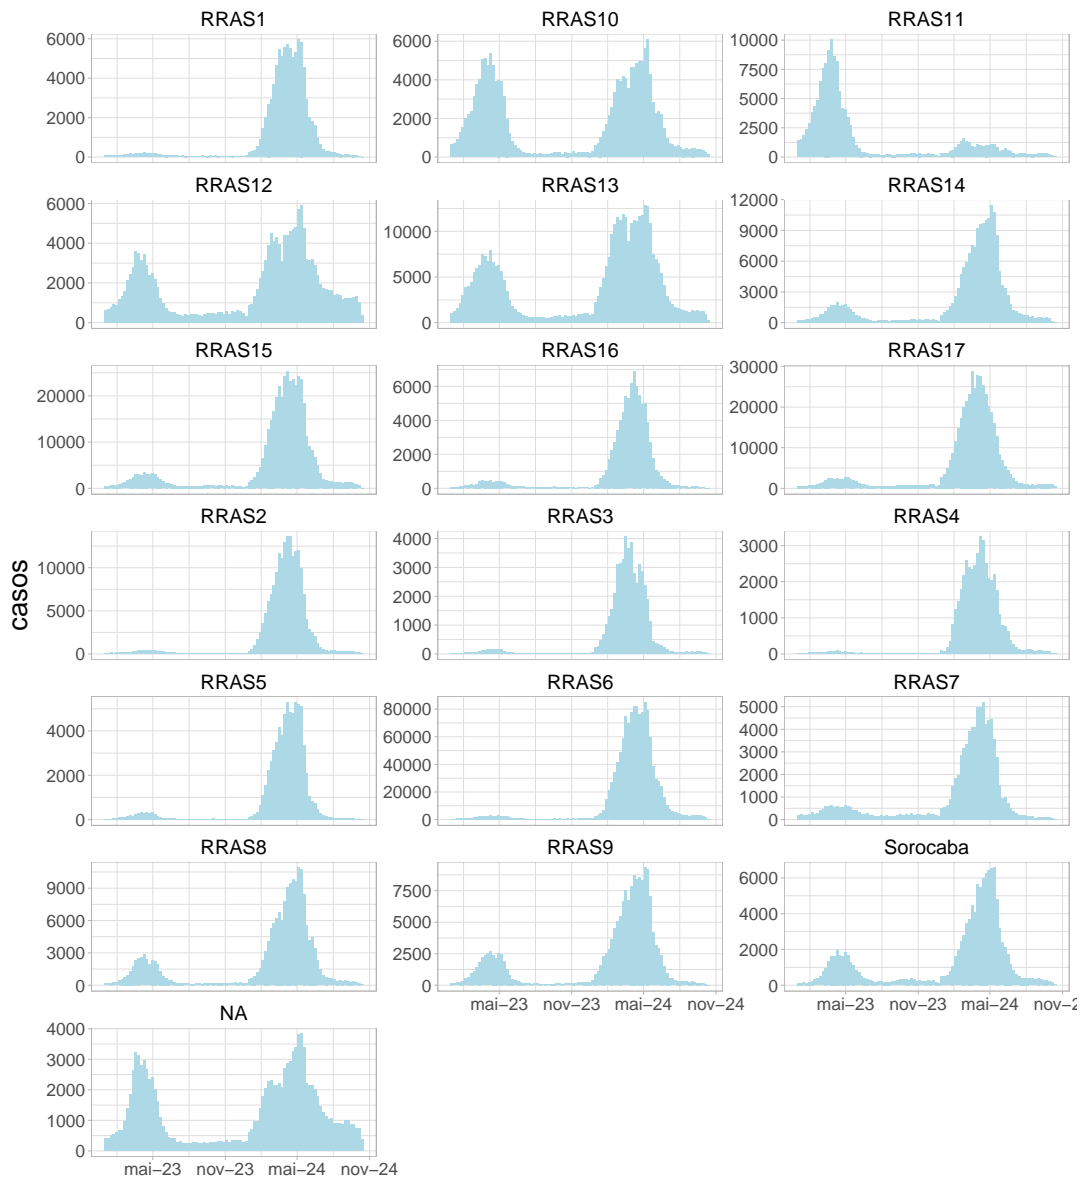 RRAS1 RRAS10 RRAS11
6000 4000 2000 0
6000 4000 2000 0
10000 7500 5000 2500 0
RRAS12 RRAS13 RRAS14
6000 4000 2000 0
10000 5000 0
12000 9000 6000 3000 0
RRAS15 RRAS16 RRAS17
20000 10000 0
6000 4000 2000 0
30000 20000 10000 0
casos
RRAS2 RRAS3 RRAS4
10000 5000 0
4000 3000 2000 1000 0
3000 2000 1000 0
RRAS5 RRAS6 RRAS7
4000 2000 0
80000 60000 40000 20000 0
5000 4000 3000 2000 1000 0
RRAS8 RRAS9 Sorocaba
9000 6000 3000 0
7500 5000 2500 0
6000 4000 2000 0
mai–23 nov–23 mai–24 nov–24 mai–23 nov–23 mai–24
NA
4000 3000 2000 1000 0
mai–23 nov–23 mai–24 nov–24